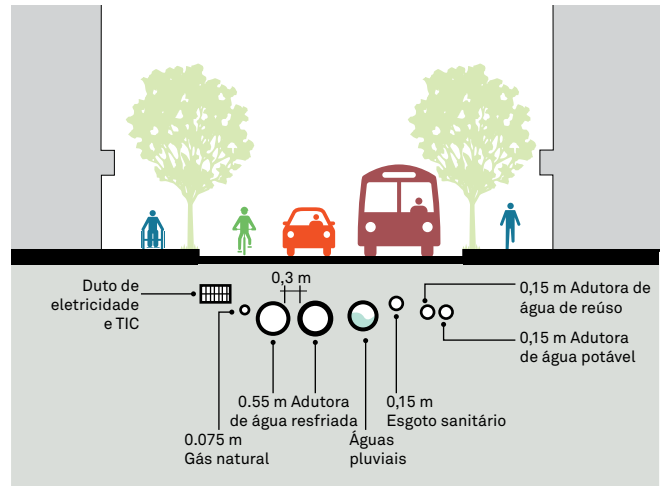 0,3 m
Duto de
eletricidade
e TIC
0,15 m Adutora de
água de reúso
0,15 m Adutora
de água potável
0.55 m Adutora
de água resfriada
0,15 m
Esgoto sanitário
0.075 m
Gás natural
Águas
pluviais